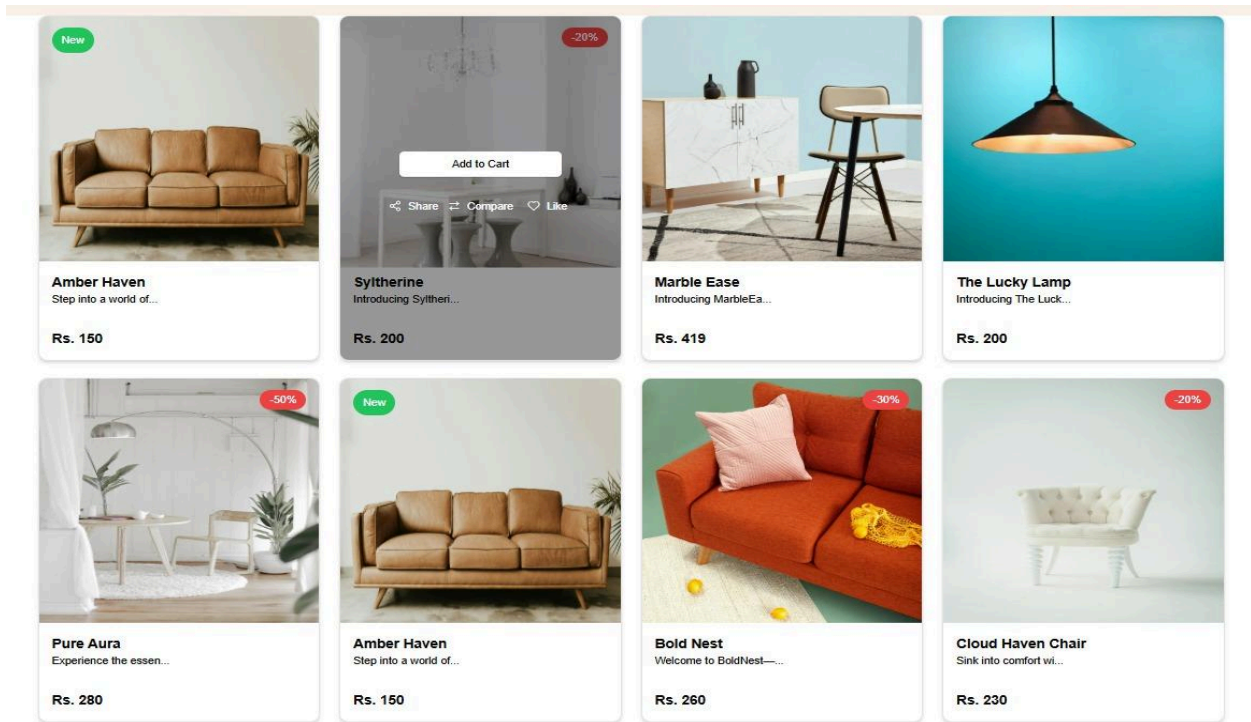 New
Amber Haven
Step into a world of...
Rs. 150
-20%
Add to Cart
Share Compare Like
Syltherine
Introducing Syltheri...
Rs. 200
Marble Ease
Introducing MarbleEa...
Rs. 419
The Lucky Lamp
Introducing The Luck...
Rs. 200
-50%
Pure Aura
Experience the essen...
Rs. 280
New
Amber Haven
Step into a world of...
Rs. 150
-30%
Bold Nest
Welcome to BoldNest—...
Rs. 260
-20%
Cloud Haven Chair
Sink into comfort wi...
Rs. 230